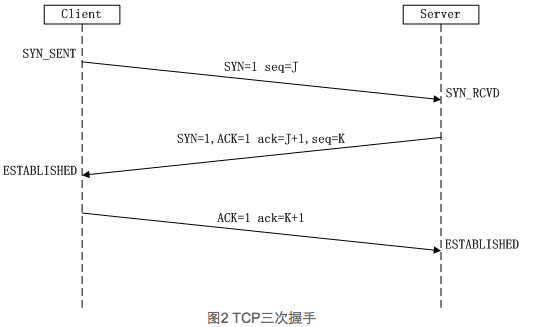 Client
Server
SYN_SENT
SYN=1 seq=J
SYN_RCVD
SYN=1,ACK=1 ack=J+1,seq=K
ESTABLISHED
ACK=1 ack=K+1
ESTABLISHED
图2 TCP三次握手